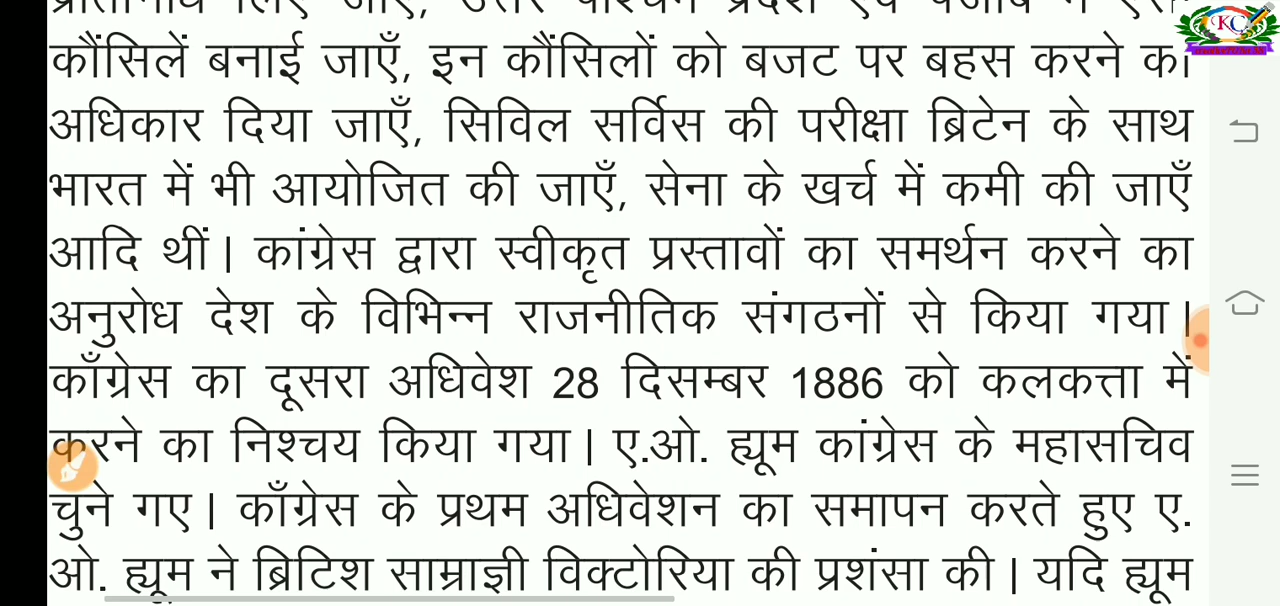 कौंसिलें बनाई जाएँ, इन कौंसिलों को बजट पर बहस करने का
अधिकार दिया जाएँ, सिविल सर्विस की परीक्षा ब्रिटेन के साथ
भारत में भी आयोजित की जाएँ, सेना के खर्च में कमी की जाएँ
आदि थीं। कांग्रेस द्वारा स्वीकृत प्रस्तावों का समर्थन करने का
अनुरोध देश के विभिन्न राजनीतिक संगठनों से किया गया।
काँग्रेस का दूसरा अधिवेश 28 दिसम्बर 1886 को कलकत्ता में
करने का निश्चय किया गया। ए.ओ. ह्यूम कांग्रेस के महासचिव
चुने गए। काँग्रेस के प्रथम अधिवेशन का समापन करते हुए ए.
ओ. ह्यूम ने ब्रिटिश साम्राज्ञी विक्टोरिया की प्रशंसा की। यदि ह्यूम
KC